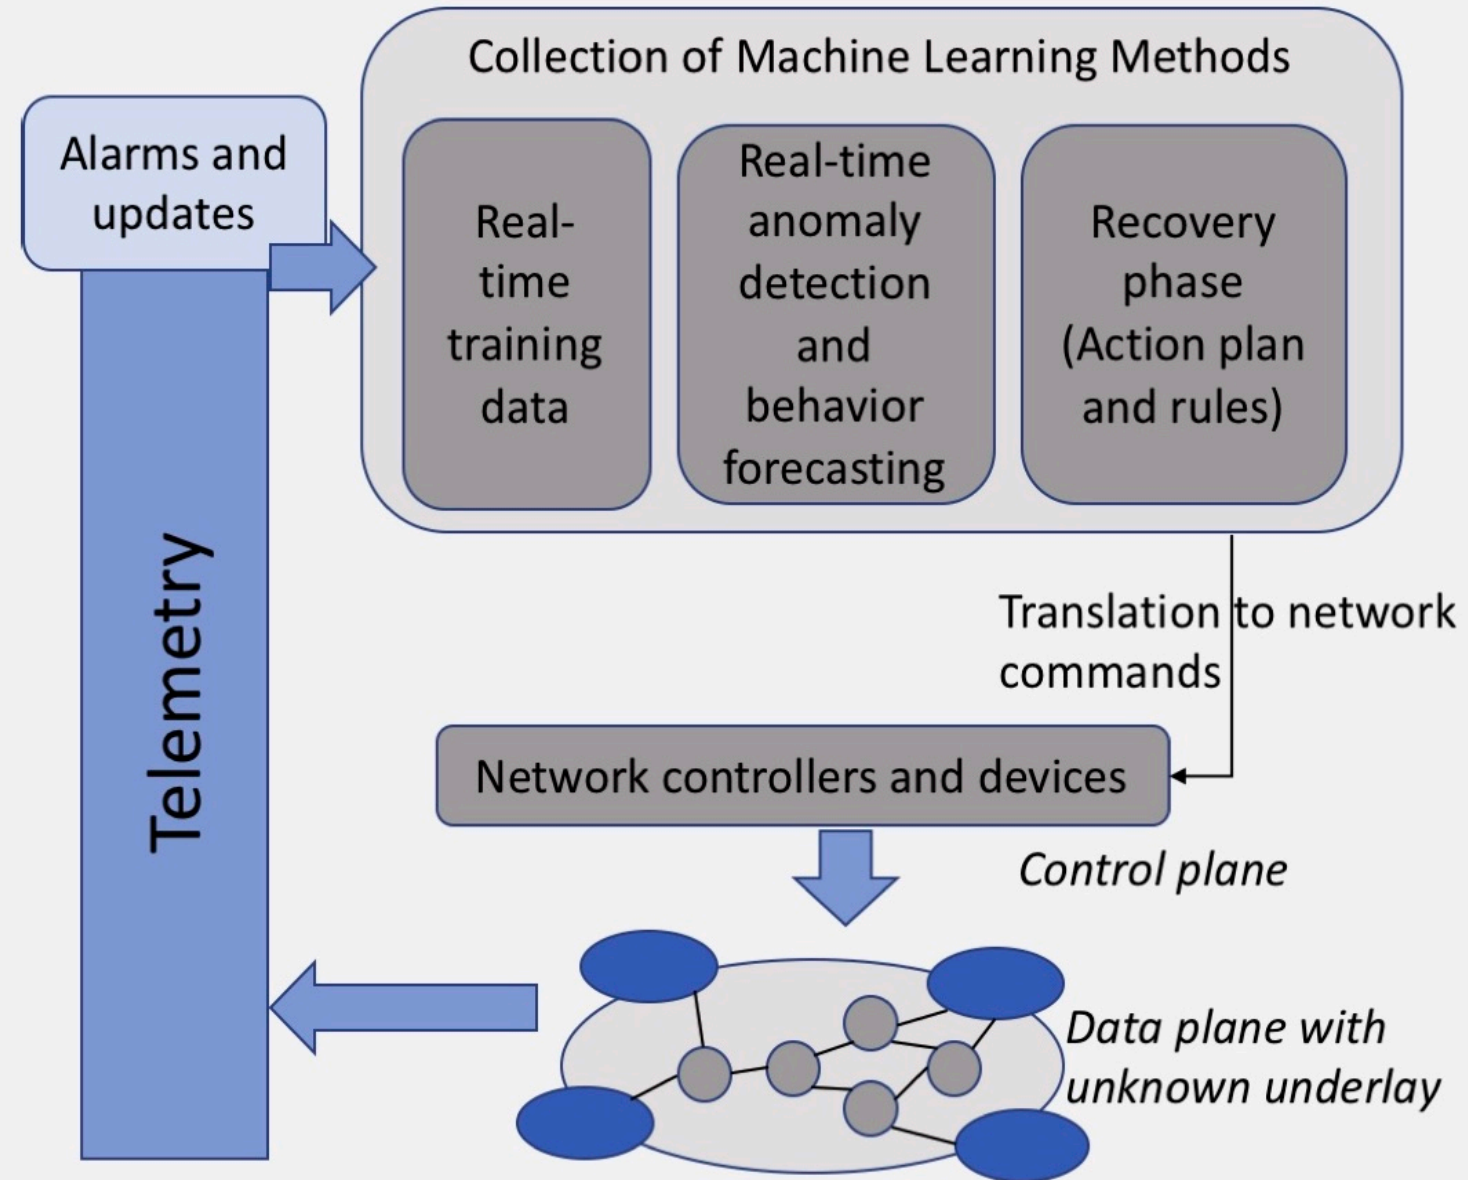 Collection of Machine Learning Methods
Alarms and
updates
Real-
time
training
data
Real-time
anomaly
detection
and
behavior
forecasting
Recovery
phase
(Action plan
and rules)
Telemetry
Translation to network
commands
Network controllers and devices
Control plane
Data plane with
unknown underlay